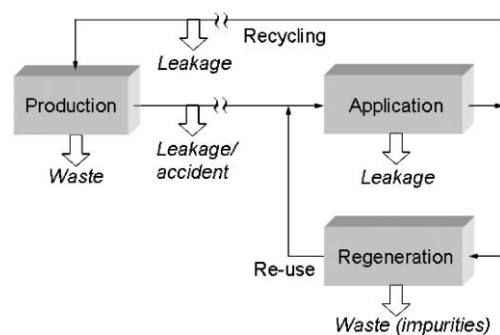 Recycling
Leakage
Production
Application
Leakage/
accident
Waste
Leakage
Re-use
Regeneration
Waste (impurities)